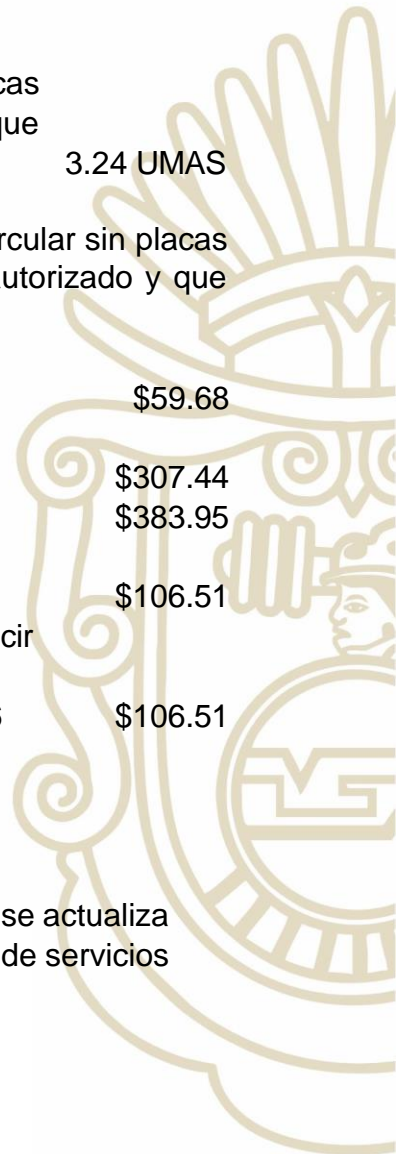 cas
que
3.24 UMAS
rcular sin placas
utorizado y que
$59.68
$307.44
$383.95
$106.51
cir
$106.51
se actualiza
de servicios